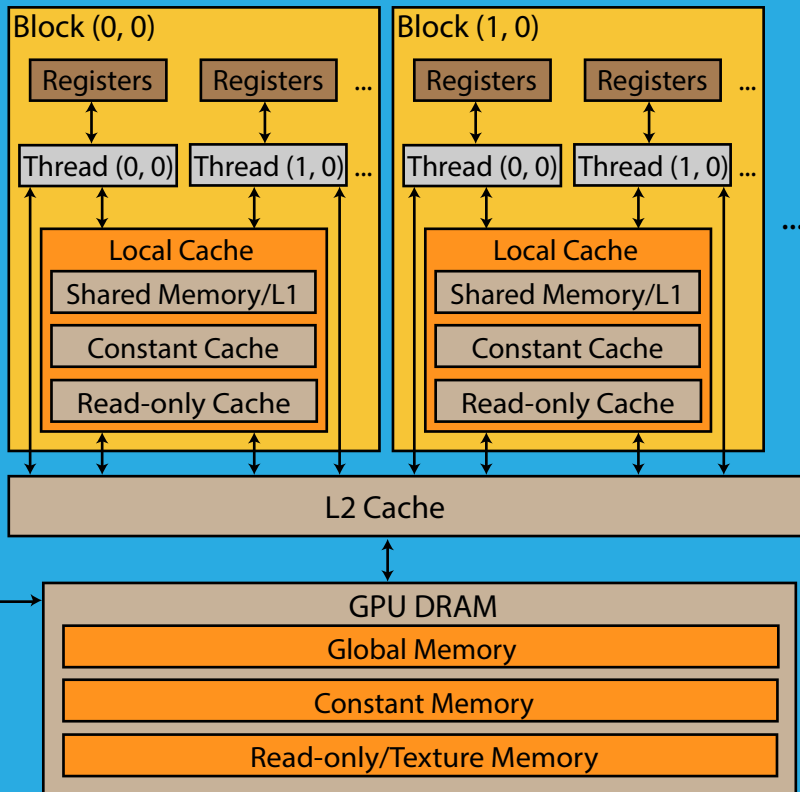 Block (0, 0)
Registers
Registers
...
Thread (0, 0)
Thread (1, 0)
...
Local Cache
Shared Memory/L1
Constant Cache
Read-only Cache
Block (1, 0)
Registers
Registers
...
Thread (0, 0)
Thread (1, 0)
...
Local Cache
Shared Memory/L1
Constant Cache
Read-only Cache
...
L2 Cache
GPU DRAM
Global Memory
Constant Memory
Read-only/Texture Memory